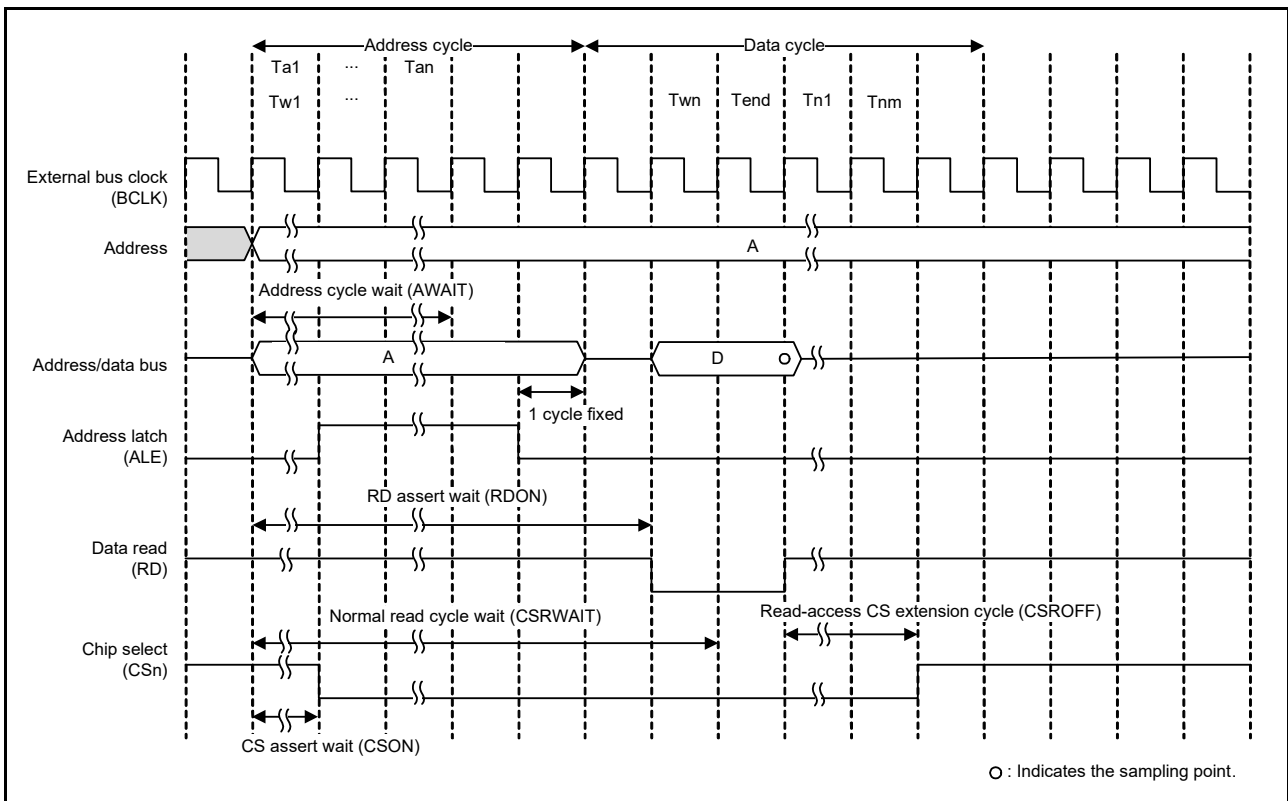 Address cycle Data cycle
Ta1 ... Tan
Tw1 ... Twn Tend Tn1 Tnm
External bus clock
(BCLK)
Address
A
Address cycle wait (AWAIT)
Address/data bus
A D
1 cycle fixed
Address latch
(ALE)
RD assert wait (RDON)
Data read
(RD)
Normal read cycle wait (CSRWAIT)
Read-access CS extension cycle (CSROFF)
Chip select
(CSn)
CS assert wait (CSON)
: Indicates the sampling point.